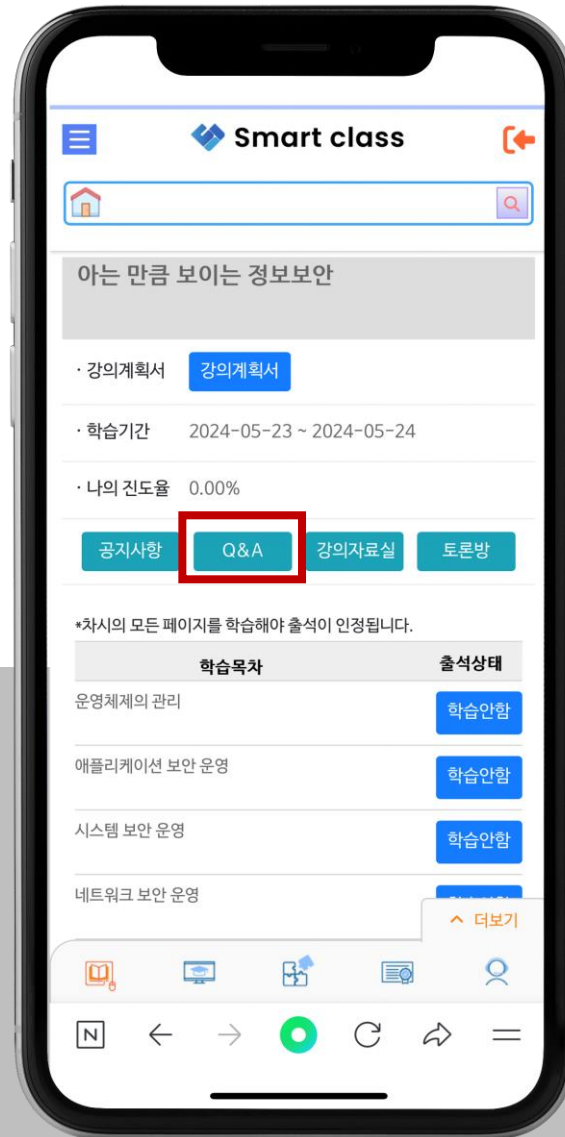 Smart class
아는 만큼 보이는 정보보안
· 강의계획서 강의계획서
· 학습기간 2024-05-23 ~ 2024-05-24
· 나의 진도율 0.00%
공지사항 Q&A 강의자료실 토론방
*차시의 모든 페이지를 학습해야 출석이 인정됩니다.
학습목차 출석상태
운영체제의 관리 학습안함
애플리케이션 보안 운영 학습안함
시스템 보안 운영 학습안함
네트워크 보안 운영
더보기
N